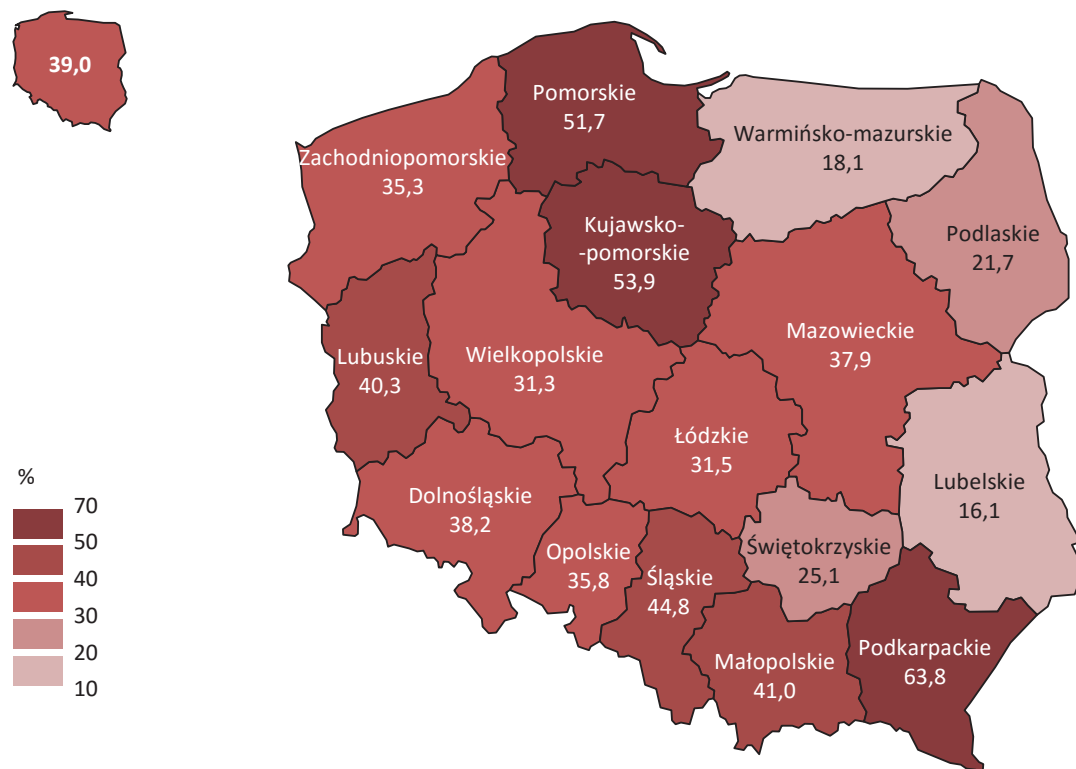 39,0
Pomorskie
51,7
Warmińsko-mazurskie
18,1
Zachodniopomorskie
35,3
Kujawsko-
-pomorskie
53,9
Podlaskie
21,7
Mazowieckie
37,9
Lubuskie
40,3
Wielkopolskie
31,3
Łódzkie
31,5
Lubelskie
16,1
Dolnośląskie
38,2
Opolskie
35,8
Śląskie
44,8
Świętokrzyskie
25,1
Małopolskie
41,0
Podkarpackie
63,8
%
70
50
40
30
20
10